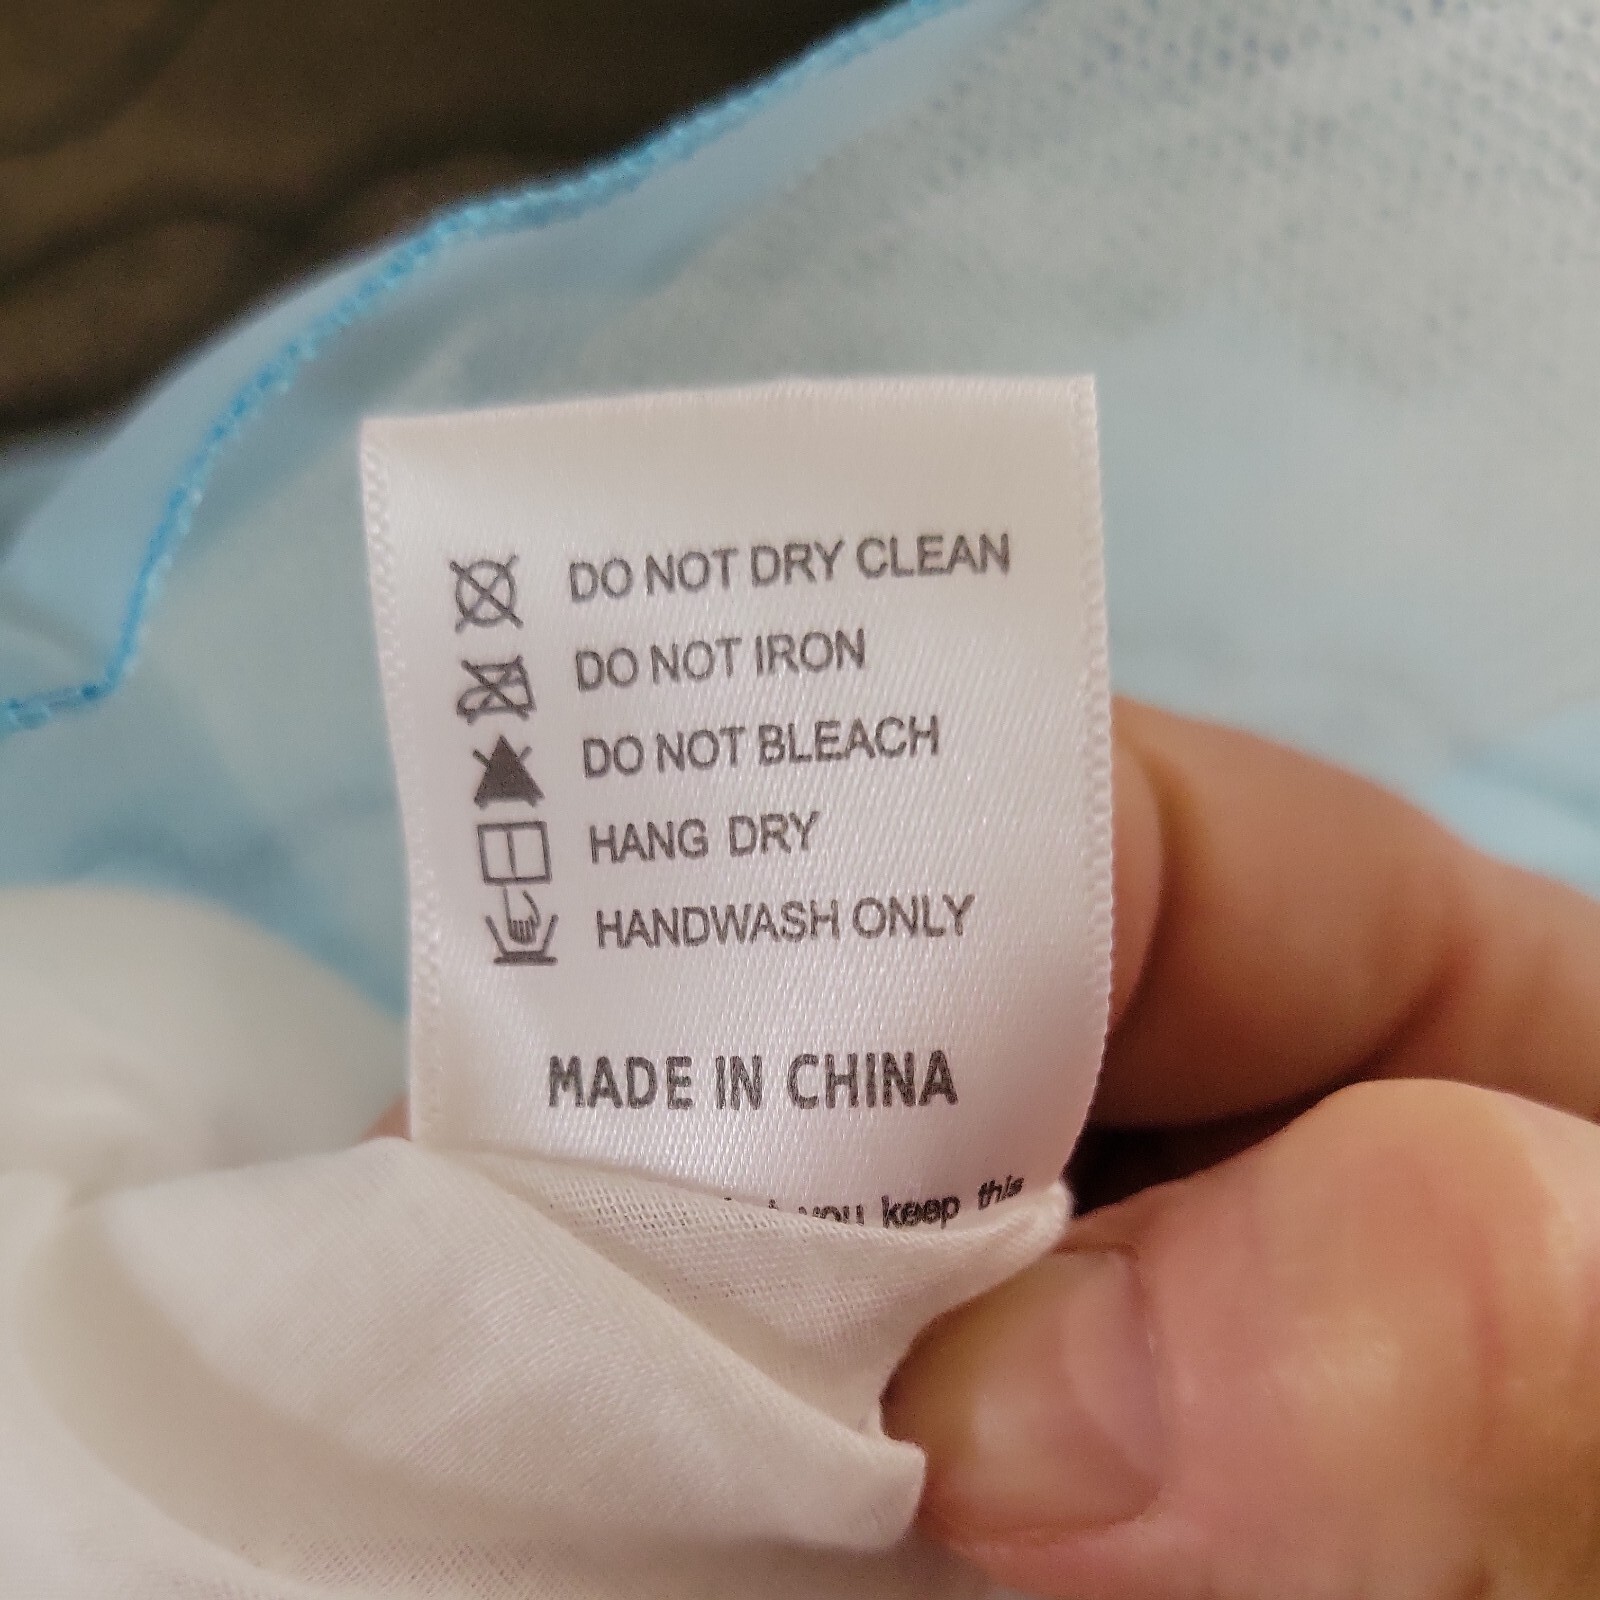 DO NOT DRY CLEAN
DO NOT IRON
DO NOT BLEACH
HANG DRY
HANDWASH ONLY
MADE IN CHINA
you keep this